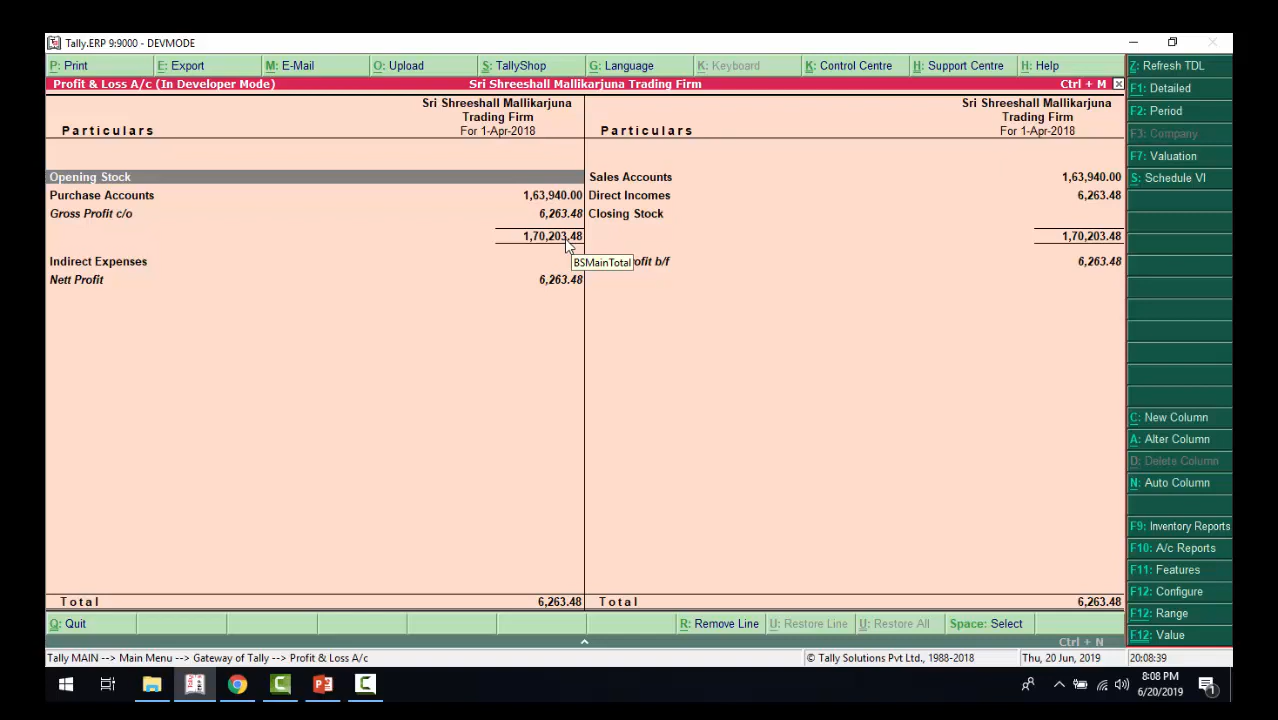 Tally.ERP 9:9000 - DEVMODE
P: Print E: Export M: E-Mail O: Upload S: TallyShop G: Language K: Keyboard K: Control Centre H: Support Centre H: Help
Profit & Loss A/c (In Developer Mode) Sri Shreeshall Mallikarjuna Trading Firm Ctrl + M
Sri Shreeshall Mallikarjuna Sri Shreeshall Mallikarjuna
Trading Firm Trading Firm
Particulars For 1-Apr-2018 Particulars For 1-Apr-2018
Opening Stock Sales Accounts 1,63,940.00
Purchase Accounts 1,63,940.00 Direct Incomes 6,263.48
Gross Profit c/o 6,263.48 Closing Stock
1,70,203.48 1,70,203.48
Indirect Expenses BSMainTotal ofit b/f 6,263.48
Nett Profit 6,263.48
Total 6,263.48 Total 6,263.48
Q: Quit R: Remove Line U: Restore Line U: Restore All Space: Select
Ctrl + N
Tally MAIN --> Main Menu --> Gateway of Tally --> Profit & Loss A/c © Tally Solutions Pvt Ltd., 1988-2018 Thu, 20 Jun, 2019 20:08:39
Z: Refresh TDL
F1: Detailed
F2: Period
F3: Company
F7: Valuation
S: Schedule VI
C: New Column
A: Alter Column
D: Delete Column
N: Auto Column
F9: Inventory Reports
F10: A/c Reports
F11: Features
F12: Configure
F12: Range
F12: Value
8:08 PM
6/20/2019
1